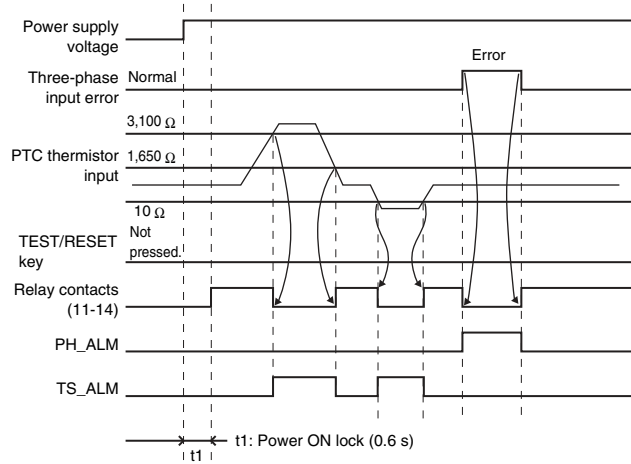 Power supply
voltage
Error
Three-phase
input error
Normal
3,100 Ω
PTC thermistor
input
1,650 Ω
10 Ω
TEST/RESET
key
Not
pressed.
Relay contacts
(11-14)
PH_ALM
TS_ALM
t1: Power ON lock (0.6 s)
t1